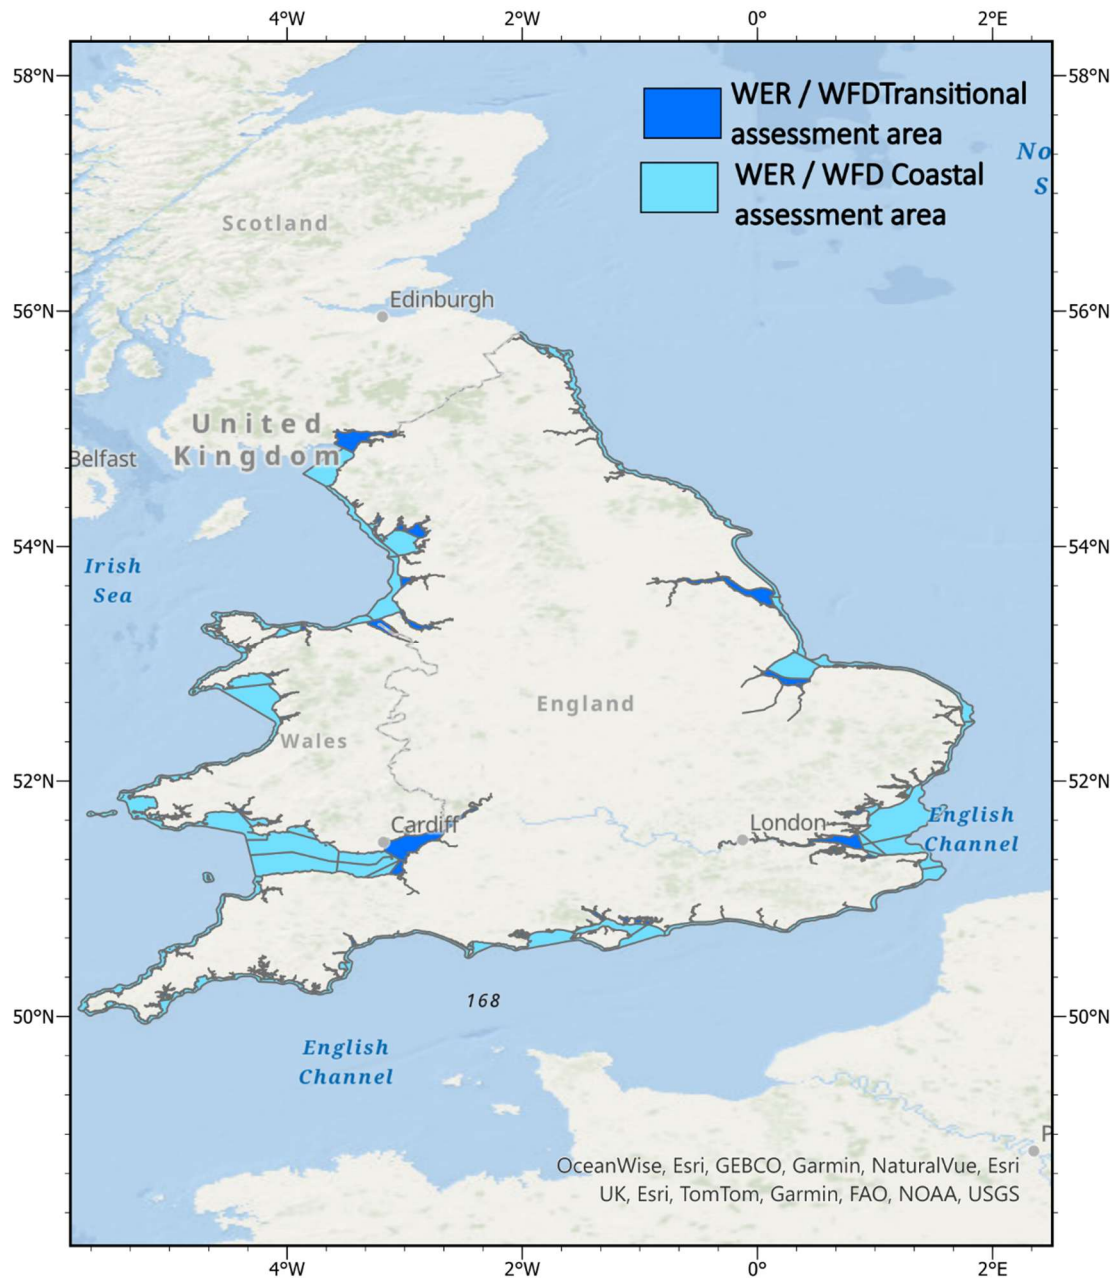 4°W 2°W 0° 2°E
58°N 58°N
WER / WFDTransitional
assessment area
No
WER / WFD Coastal
S
assessment area
Scotland
Edinburgh
56°N 56°N
United
Kingdom
Belfast
54°N 54°N
Irish
Sea
England
Wales
52°N 52°N
English
Channel
Cardiff
London
168
50°N 50°N
English
Channel
P
OceanWise, Esri, GEBCO, Garmin, NaturalVue, Esri
UK, Esri, TomTom, Garmin, FAO, NOAA, USGS
4°W 2°W 0° 2°E